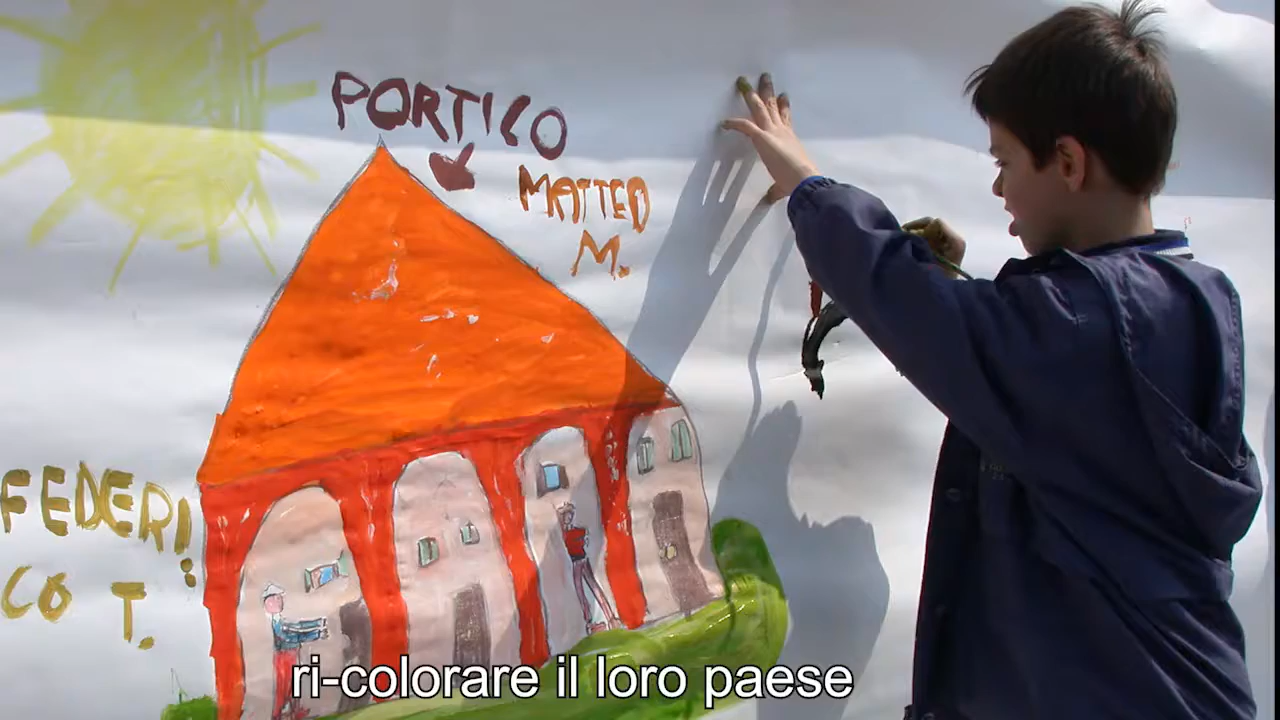 PORTICO
MATTEO
M.
FEDERI
CO T.
ri-colorare il loro paese